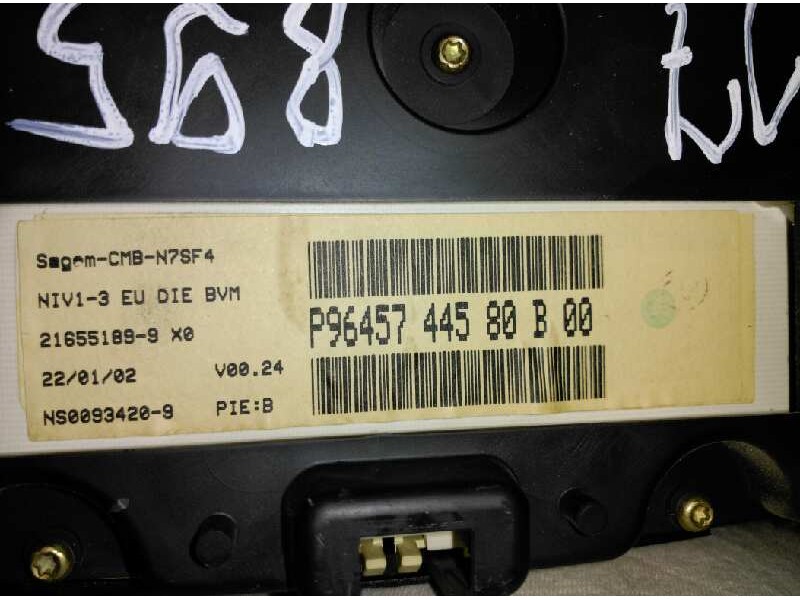 Sagem-CMB-N7SF4
NIV1-3 EU DIE BVM
21655189-9 X0
22/01/02 V00.24
NS0093420-9 PIE:B
P96457 445 80 B 00